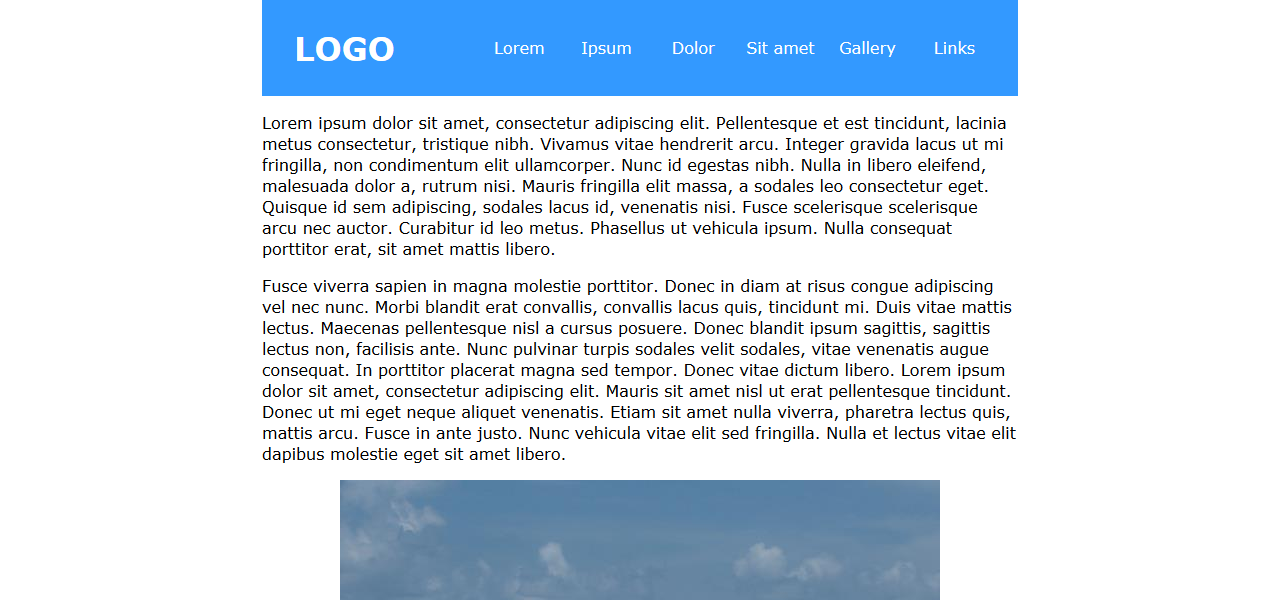 LOGO Lorem Ipsum Dolor Sit amet Gallery Links
Lorem ipsum dolor sit amet, consectetur adipiscing elit. Pellentesque et est tincidunt, lacinia
metus consectetur, tristique nibh. Vivamus vitae hendrerit arcu. Integer gravida lacus ut mi
fringilla, non condimentum elit ullamcorper. Nunc id egestas nibh. Nulla in libero eleifend,
malesuada dolor a, rutrum nisi. Mauris fringilla elit massa, a sodales leo consectetur eget.
Quisque id sem adipiscing, sodales lacus id, venenatis nisi. Fusce scelerisque scelerisque
arcu nec auctor. Curabitur id leo metus. Phasellus ut vehicula ipsum. Nulla consequat
porttitor erat, sit amet mattis libero.
Fusce viverra sapien in magna molestie porttitor. Donec in diam at risus congue adipiscing
vel nec nunc. Morbi blandit erat convallis, convallis lacus quis, tincidunt mi. Duis vitae mattis
lectus. Maecenas pellentesque nisl a cursus posuere. Donec blandit ipsum sagittis, sagittis
lectus non, facilisis ante. Nunc pulvinar turpis sodales velit sodales, vitae venenatis augue
consequat. In porttitor placerat magna sed tempor. Donec vitae dictum libero. Lorem ipsum
dolor sit amet, consectetur adipiscing elit. Mauris sit amet nisl ut erat pellentesque tincidunt.
Donec ut mi eget neque aliquet venenatis. Etiam sit amet nulla viverra, pharetra lectus quis,
mattis arcu. Fusce in ante justo. Nunc vehicula vitae elit sed fringilla. Nulla et lectus vitae elit
dapibus molestie eget sit amet libero.